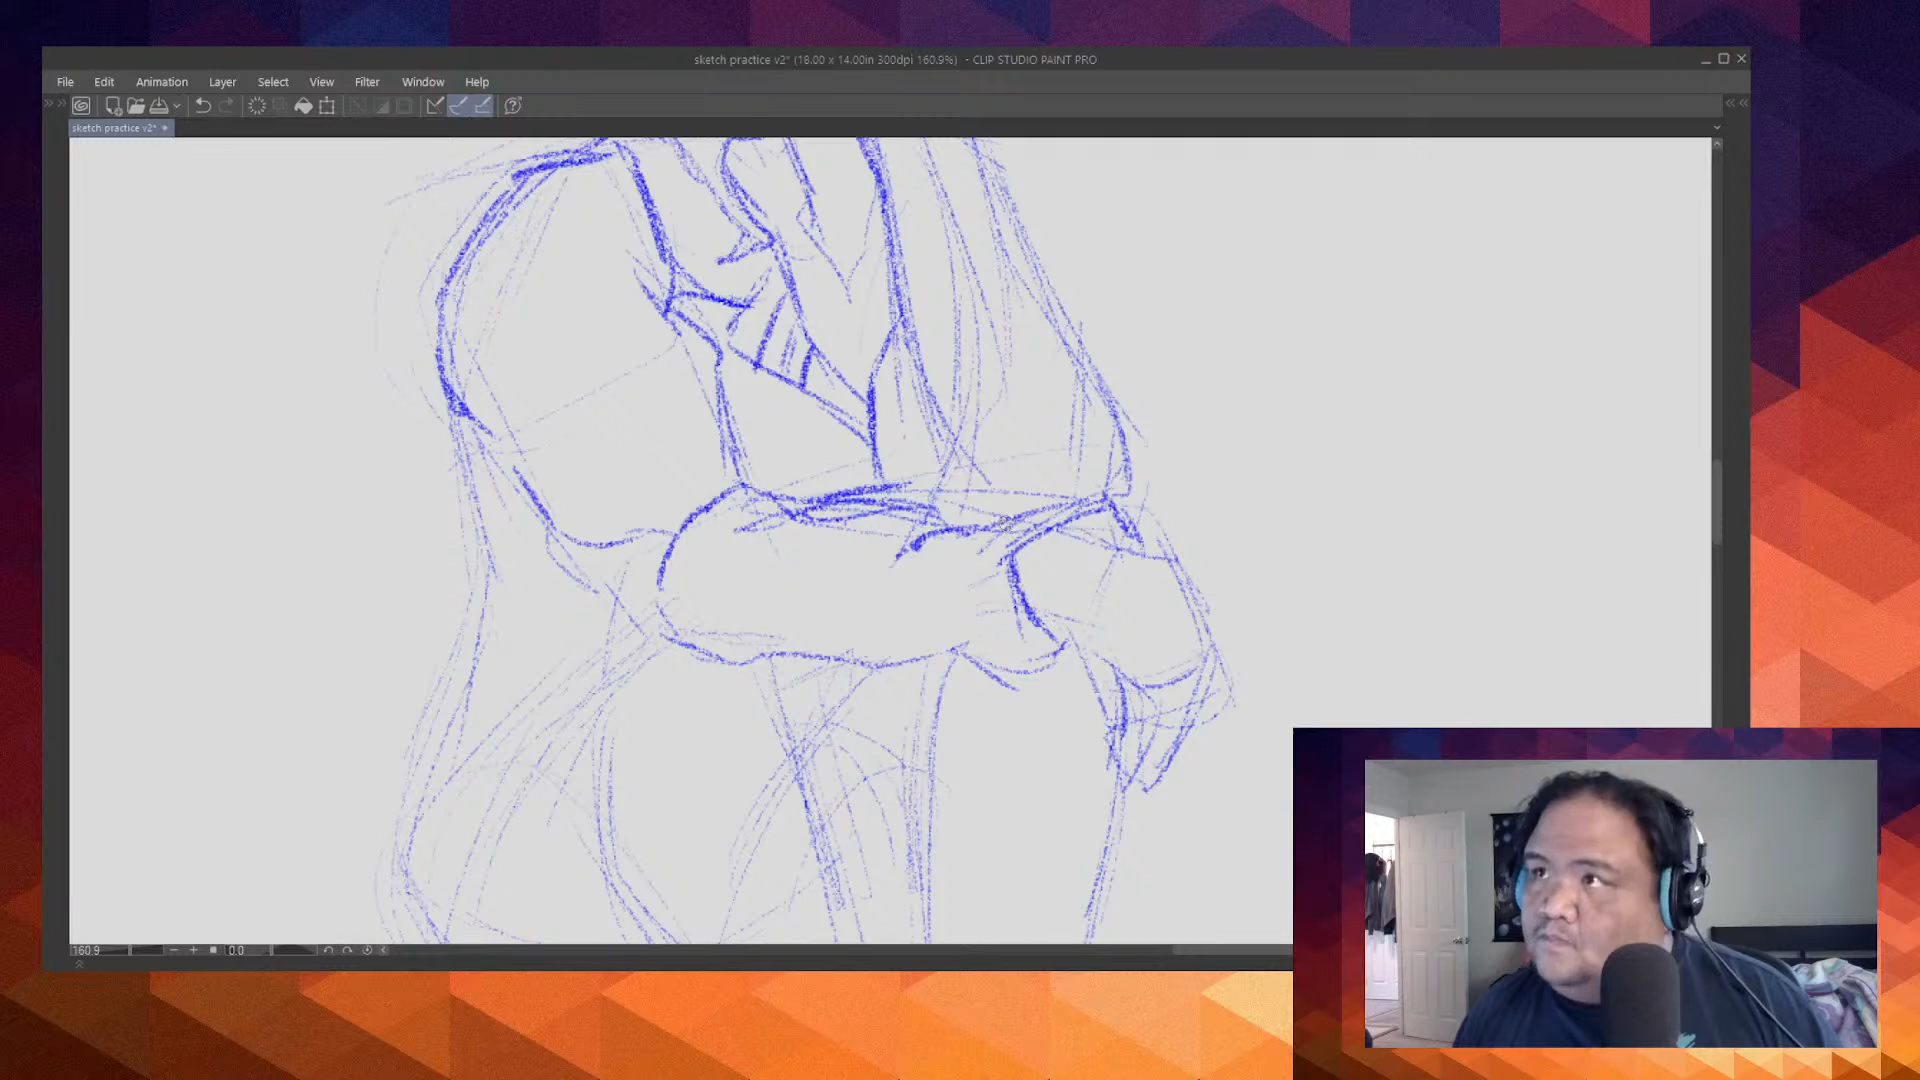 sketch practice v2* (18.00 x 14.00in 300dpi 160.9%) - CLIP STUDIO PAINT PRO
File Edit Animation Layer Select View Filter Window Help
sketch practice v2*
160.9 0.0